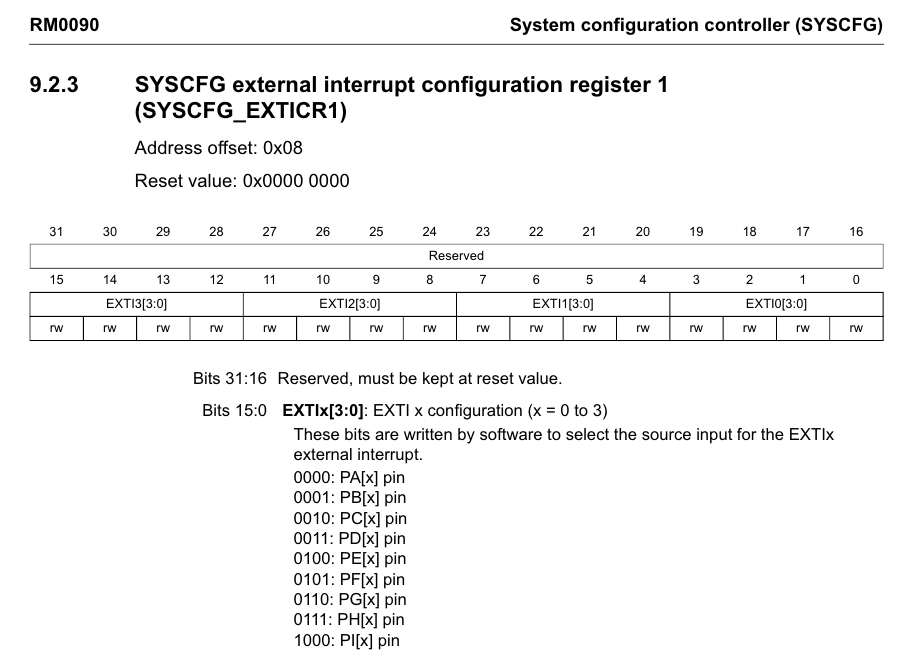 RM0090 System configuration controller (SYSCFG)
9.2.3 SYSCFG external interrupt configuration register 1
(SYSCFG_EXTICR1)
Address offset: 0x08
Reset value: 0x0000 0000
31 30 29 28 27 26 25 24 23 22 21 20 19 18 17 16
Reserved
15 14 13 12 11 10 9 8 7 6 5 4 3 2 1 0
EXTI3[3:0] EXTI2[3:0] EXTI1[3:0] EXTI0[3:0]
rw rw rw rw rw rw rw rw rw rw rw rw rw rw rw rw
Bits 31:16 Reserved, must be kept at reset value.
Bits 15:0 EXTIx[3:0]: EXTI x configuration (x = 0 to 3)
These bits are written by software to select the source input for the EXTIx
external interrupt.
0000: PA[x] pin
0001: PB[x] pin
0010: PC[x] pin
0011: PD[x] pin
0100: PE[x] pin
0101: PF[x] pin
0110: PG[x] pin
0111: PH[x] pin
1000: PI[x] pin